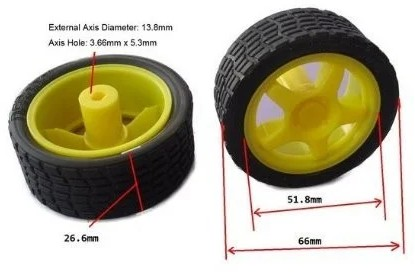 External Axis Diameter: 13.8mm
Axis Hole: 3.66mm x 5.3mm
26.6mm
51.8mm
66mm